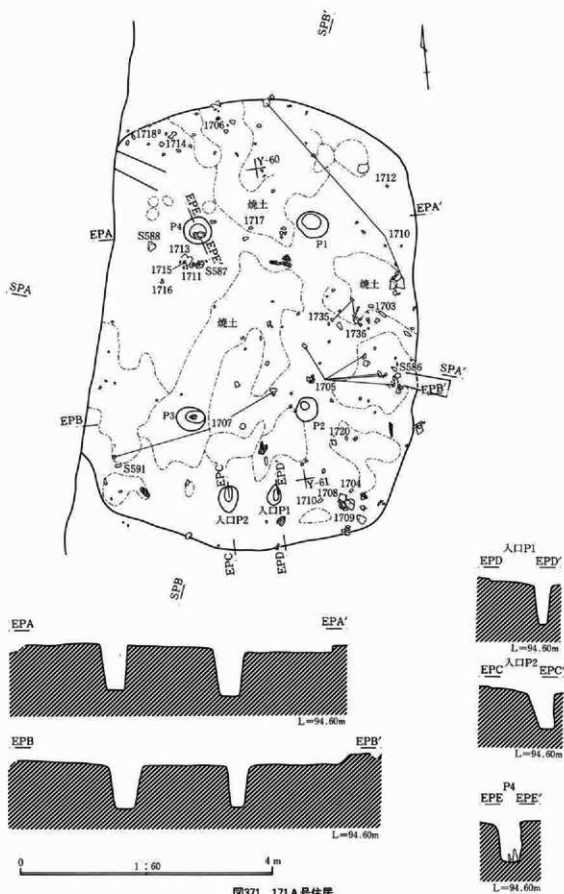 SPB′
1718
1714
1706
Y-60
1712
焼土
1717
EPE
P4
P1
EPA′
1710
EPA
S588
1713
EPE′
1715
1711
S587
1716
SPA
焼土
1703
1735
1736
焼土
S586
SPA′
EPB′
1705
EPB
P3
1707
P2
1720
S591
EPC
EPD
Y-61
1704
1710
1708
1709
入口P2
入口P1
EPC
EPD
SPB
入口P1
EPD
EPD′
L=94.60m
入口P2
EPC
EPC′
L=94.60m
P4
EPE
EPE′
L=94.60m
EPA
EPA′
L=94.60m
EPB
EPB′
L=94.60m
0
1:60
4 m
図371 171A号住居